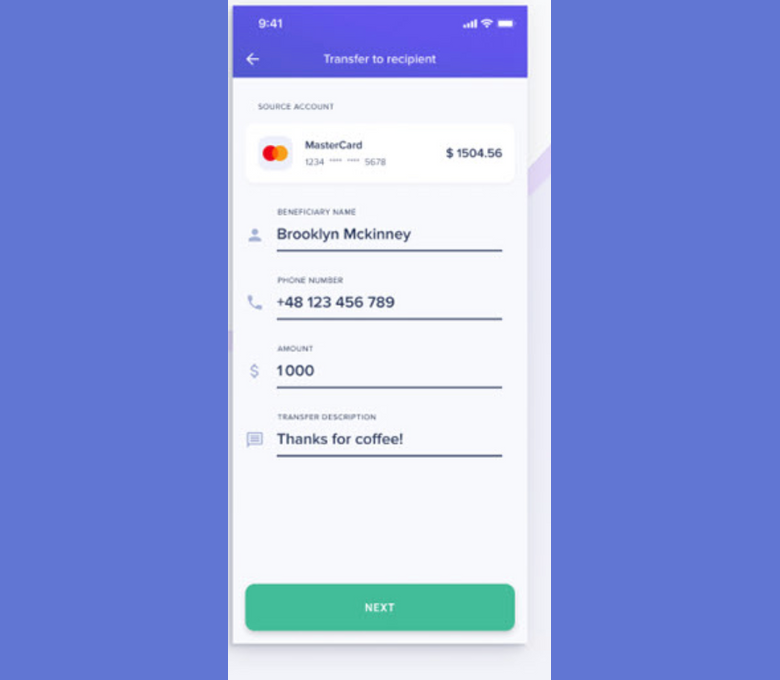 9:41
Transfer to recipient
SOURCE ACCOUNT
MasterCard
$ 1504.56
1234 **** **** 5678
BENEFICIARY NAME
Brooklyn Mckinney
PHONE NUMBER
+48 123 456 789
AMOUNT
$ 1000
TRANSFER DESCRIPTION
Thanks for coffee!
NEXT